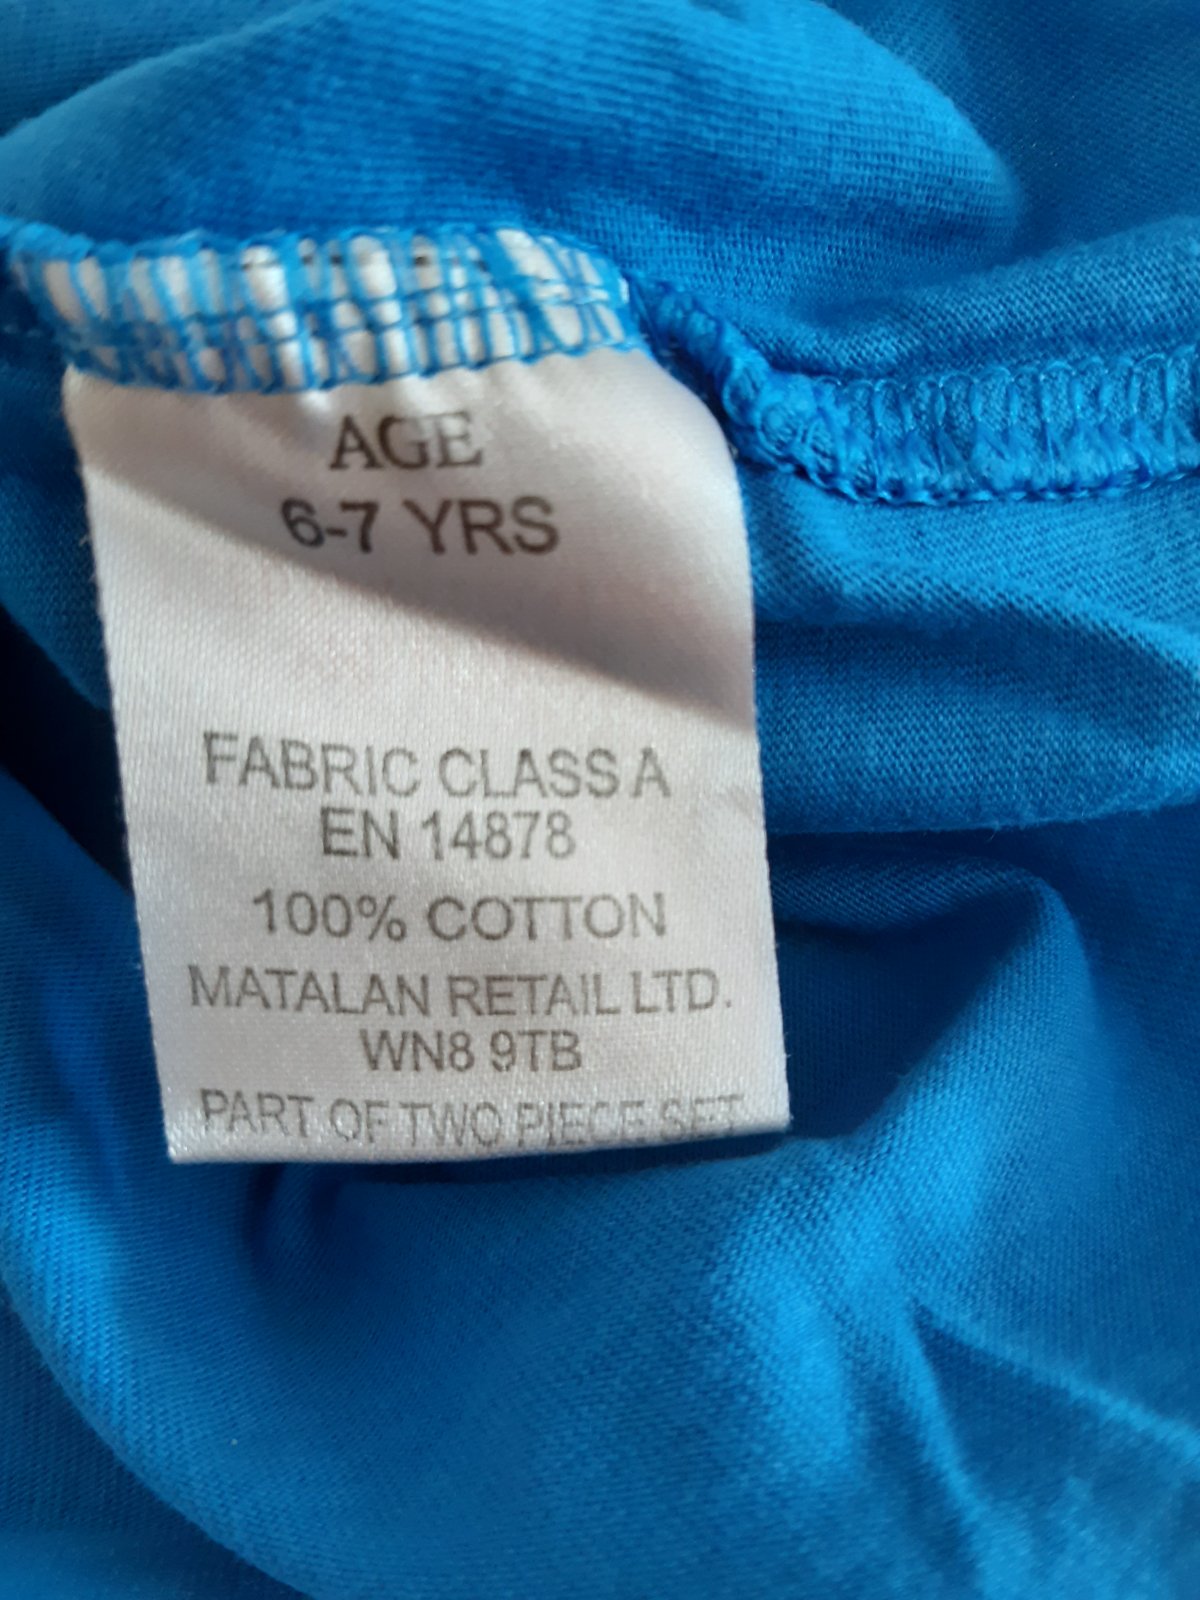 AGE
6-7 YRS
FABRIC CLASS A
EN 14878
100% COTTON
MATALAN RETAIL LTD.
WN8 9TB
PART OF TWO PIECE SET